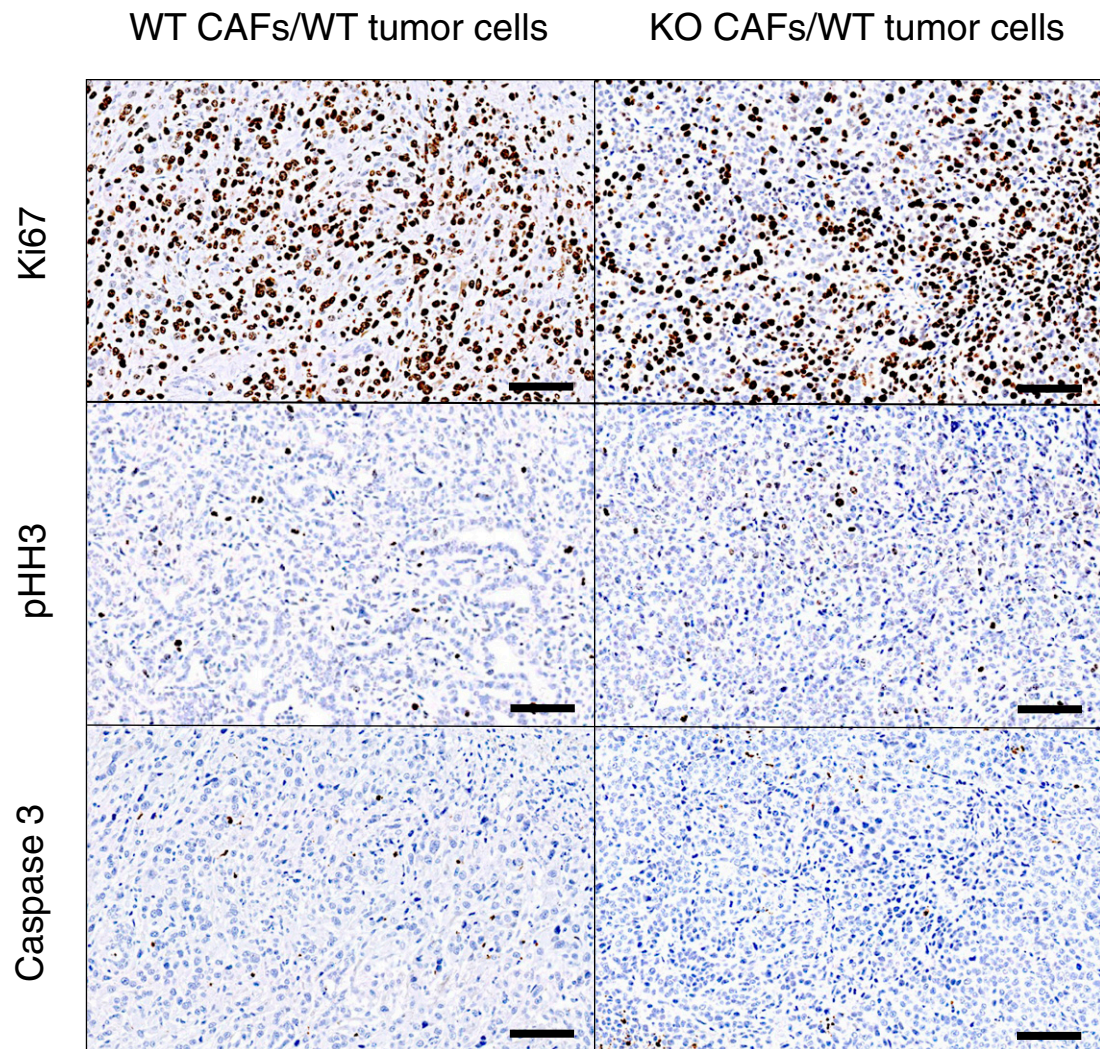 WT CAFs/WT tumor cells
KO CAFs/WT tumor cells
Ki67
pHH3
Caspase 3